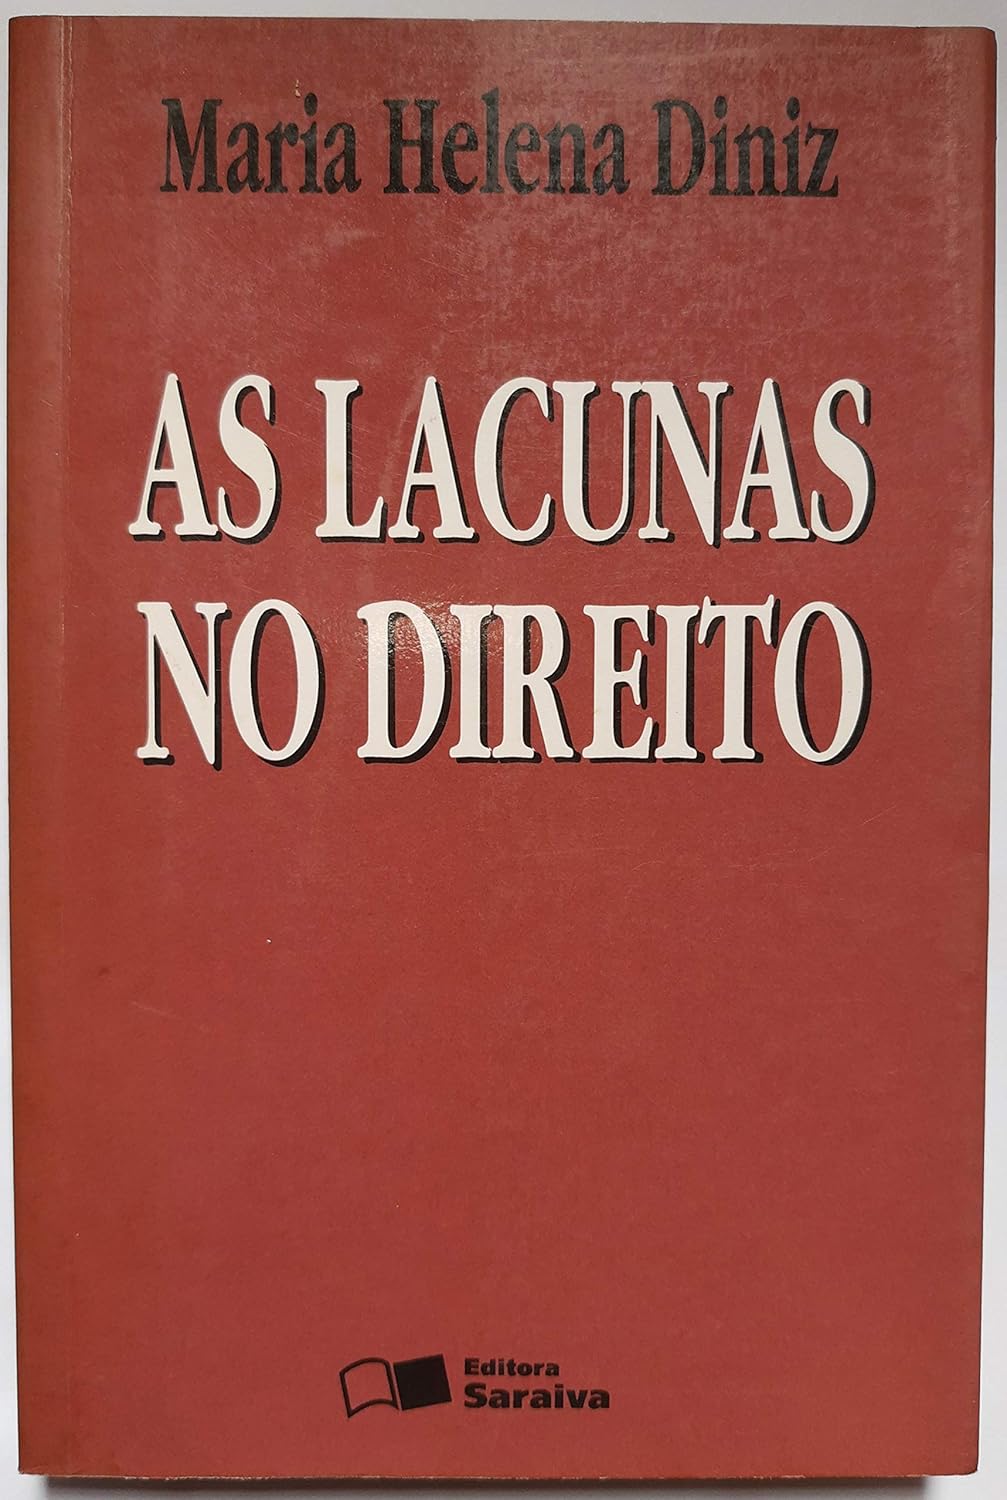 Maria Helena Diniz
AS LACUNAS
NO DIREITO
Editora
Saraiva